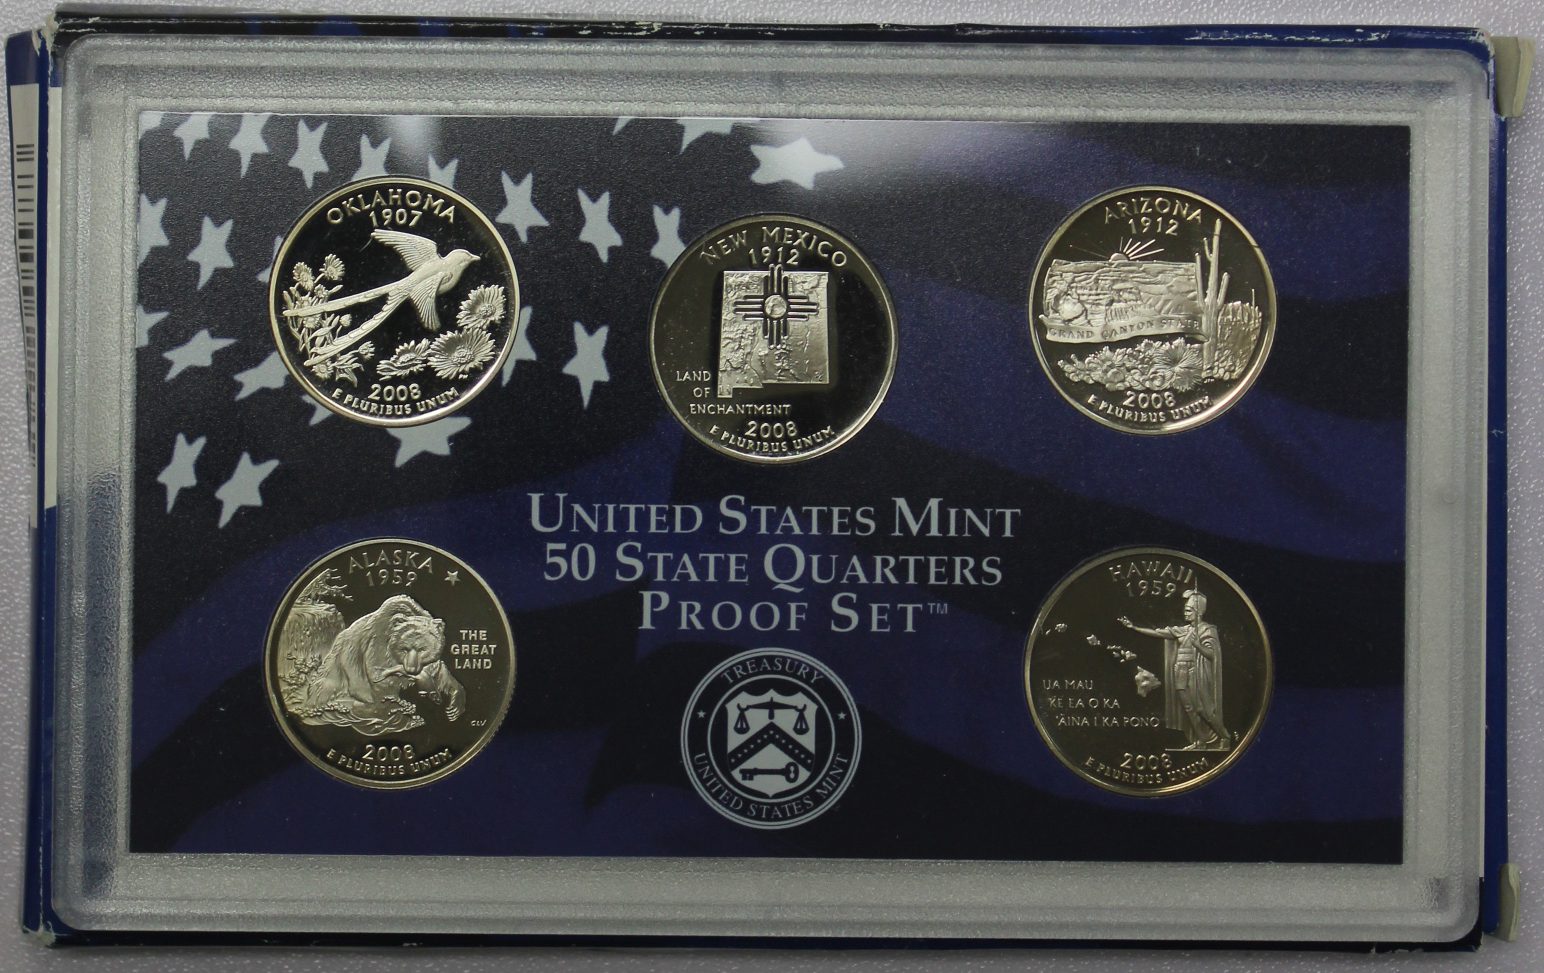 OKLAHOMA
1907
2008
E PLURIBUS UNUM
NEW MEXICO
1912
LAND
OF
ENCHANTMENT
2008
E PLURIBUS UNUM
ARIZONA
1912
GRAND CANYON STATE
2008
E PLURIBUS UNUM
UNITED STATES MINT
50 STATE QUARTERS
PROOF SET™
ALASKA
1959
THE
GREAT
LAND
2008
E PLURIBUS UNUM
TREASURY
UNITED STATES MINT
HAWAI'I
1959
UA MAU
KE EA O KA
'ĀINA I KA PONO
2008
E PLURIBUS UNUM